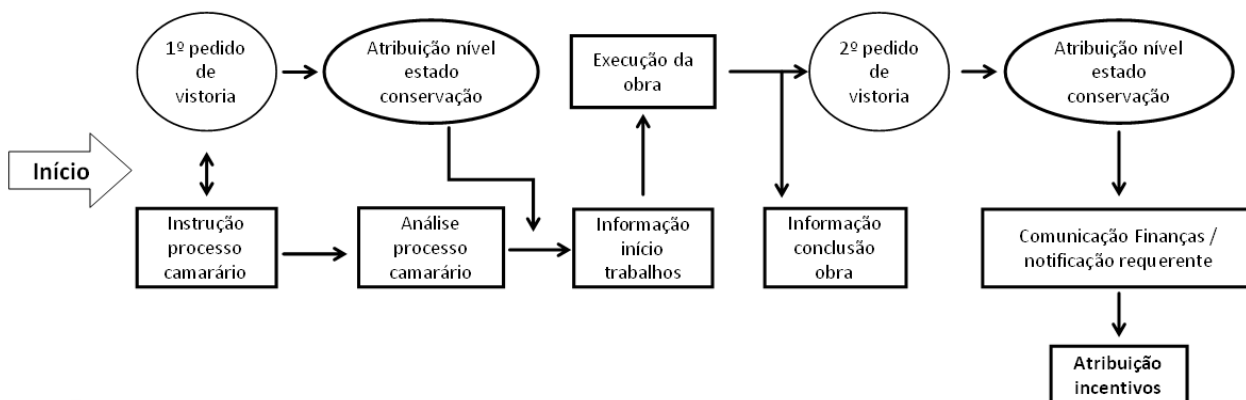 1º pedido
de
vistoria
Atribuição nível
estado
conservação
Execução da
obra
2º pedido
de
vistoria
Atribuição nível
estado
conservação
Início
Instrução
processo
camarário
Análise
processo
camarário
Informação
início
trabalhos
Informação
conclusão
obra
Comunicação Finanças /
notificação requerente
Atribuição
incentivos